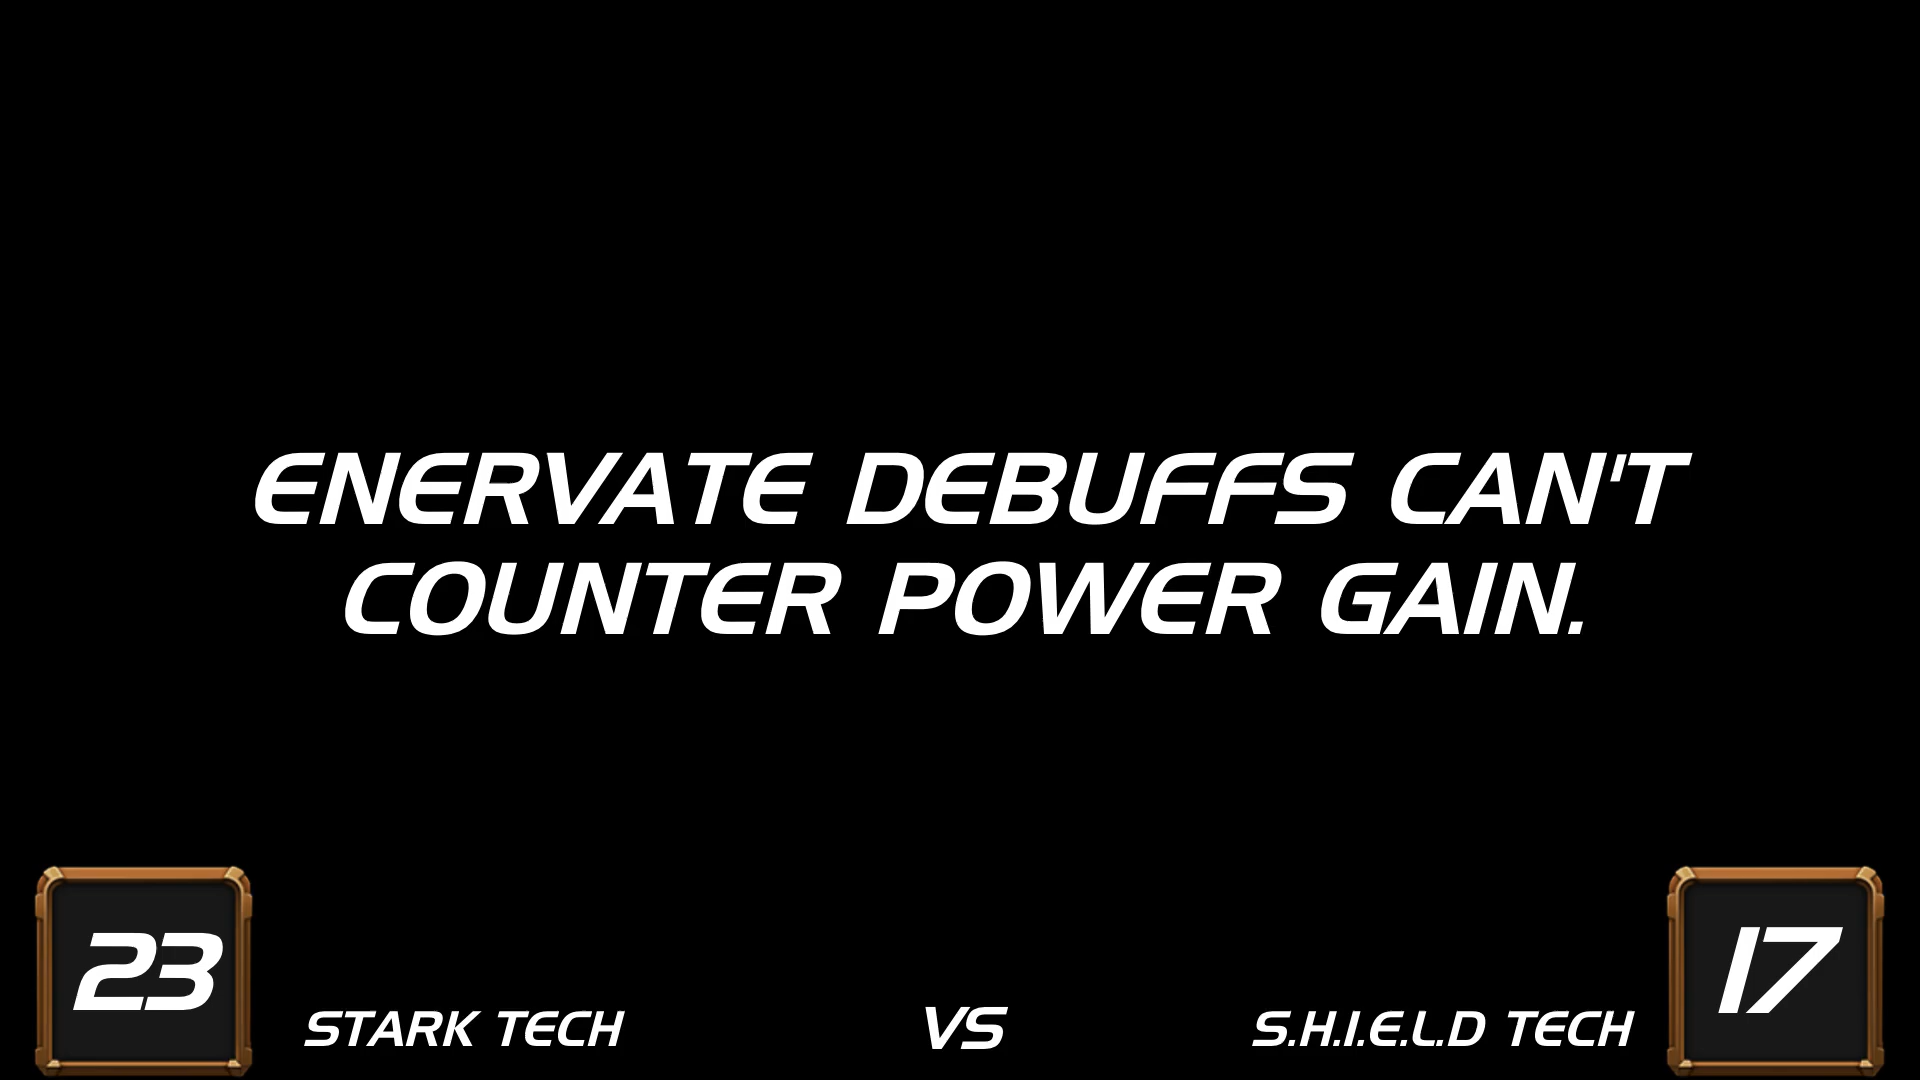 ENERVATE DEBUFFS CAN'T
COUNTER POWER GAIN.
23
STARK TECH
VS
S.H.I.E.L.D TECH
17